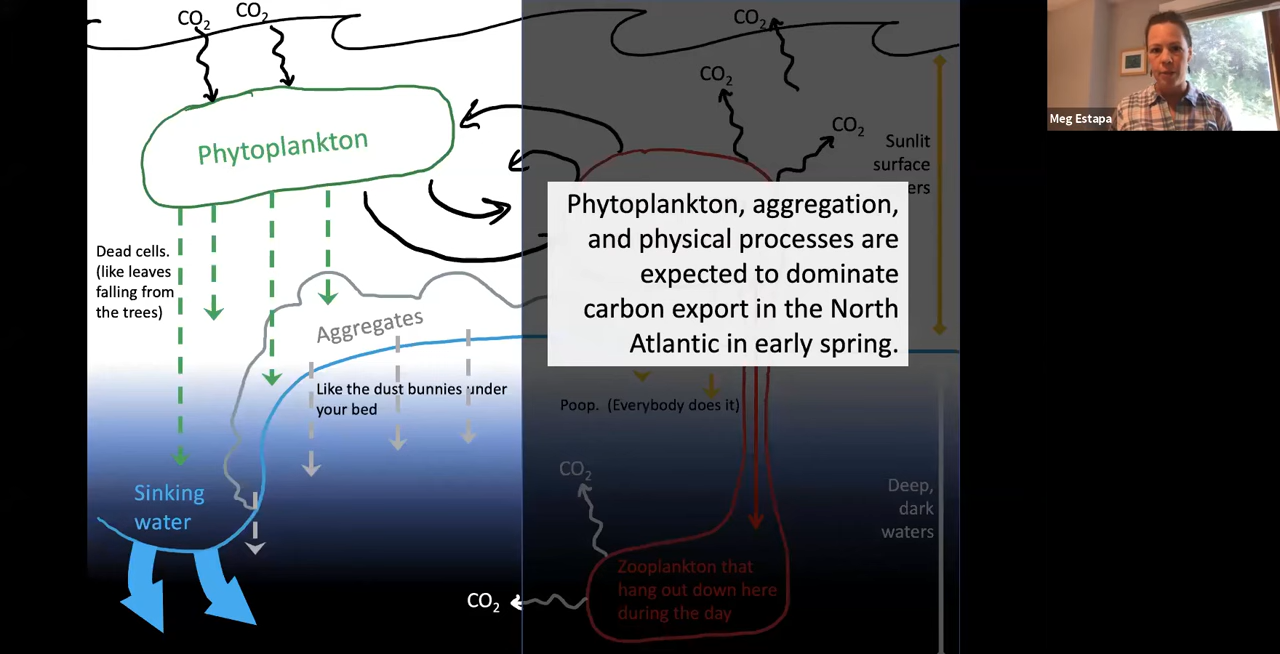 CO2
CO2
CO2
CO2
CO2
Meg Estapa
Phytoplankton
Sunlit
surface
ers
Phytoplankton, aggregation,
and physical processes are
expected to dominate
carbon export in the North
Atlantic in early spring.
Dead cells.
(like leaves
falling from
the trees)
Aggregates
Like the dust bunnies under
your bed
Poop. (Everybody does it)
Sinking
water
CO2
Deep,
dark
waters
Zooplankton that
hang out down here
during the day
CO2